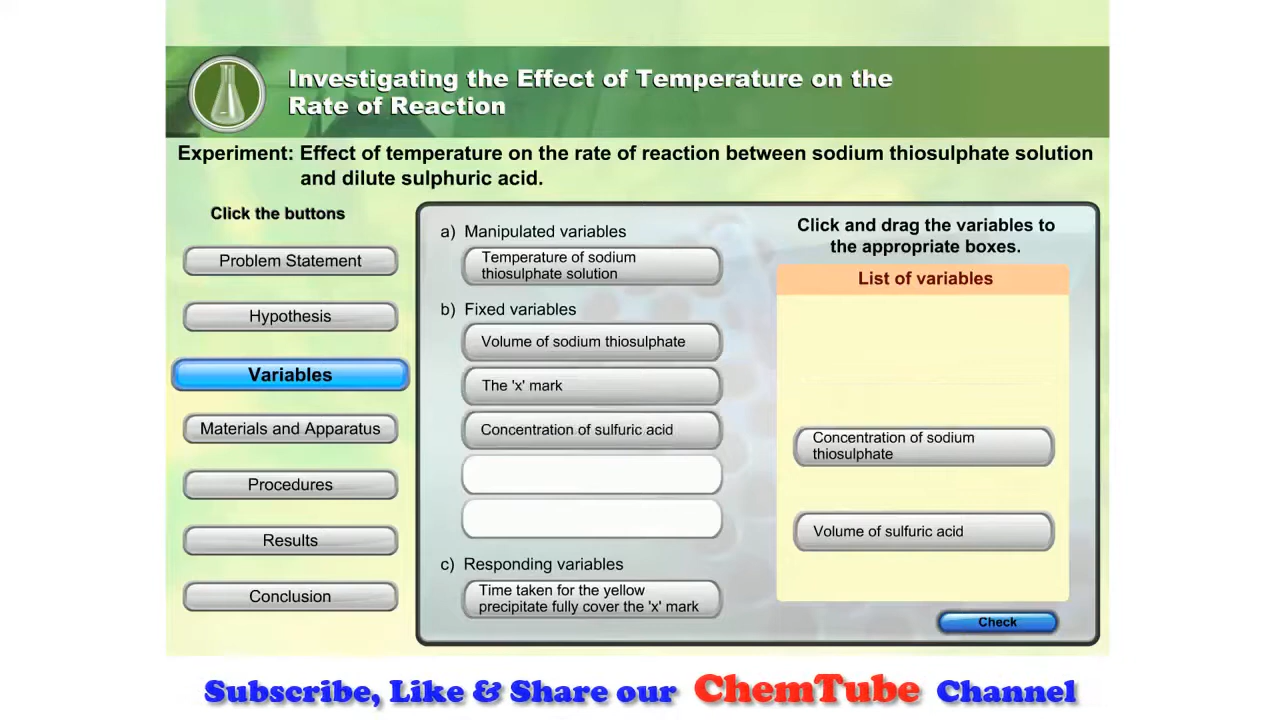 Investigating the Effect of Temperature on the
Rate of Reaction
Experiment: Effect of temperature on the rate of reaction between sodium thiosulphate solution
and dilute sulphuric acid.
Click the buttons
Problem Statement
Hypothesis
Variables
Materials and Apparatus
Procedures
Results
Conclusion
a) Manipulated variables
Temperature of sodium
thiosulphate solution
b) Fixed variables
Volume of sodium thiosulphate
The 'x' mark
Concentration of sulfuric acid
c) Responding variables
Time taken for the yellow
precipitate fully cover the 'x' mark
Click and drag the variables to
the appropriate boxes.
List of variables
Concentration of sodium
thiosulphate
Volume of sulfuric acid
Check
Subscribe, Like & Share our ChemTube Channel